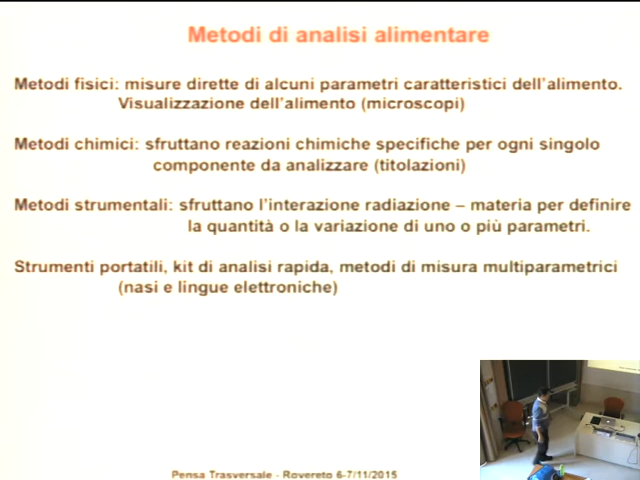 Metodi di analisi alimentare
Metodi fisici: misure dirette di alcuni parametri caratteristici dell'alimento.
Visualizzazione dell'alimento (microscopi)
Metodi chimici: sfruttano reazioni chimiche specifiche per ogni singolo
componente da analizzare (titolazioni)
Metodi strumentali: sfruttano l'interazione radiazione – materia per definire
la quantità o la variazione di uno o più parametri.
Strumenti portatili, kit di analisi rapida, metodi di misura multiparametrici
(nasi e lingue elettroniche)
Pensa Trasversale - Rovereto 6-7/11/2015